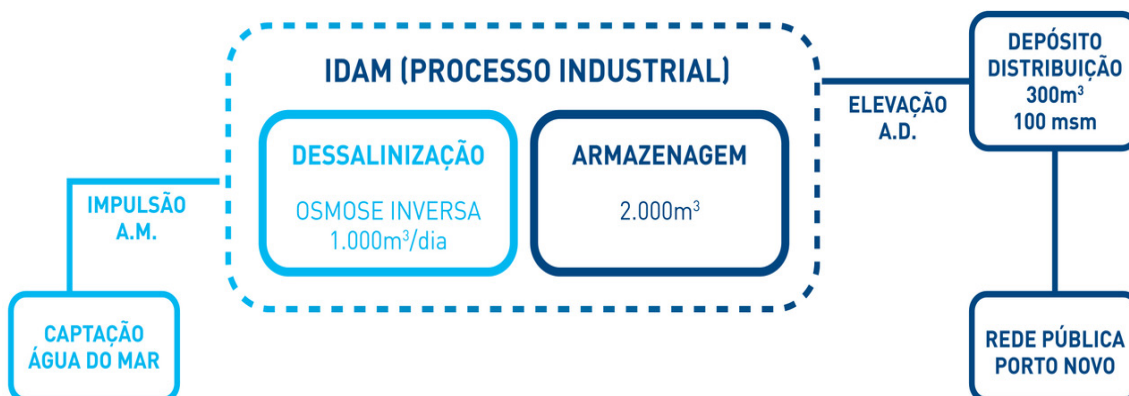 IDAM (PROCESSO INDUSTRIAL)
DESSALINIZAÇÃO
OSMOSE INVERSA
1.000m³/dia
ARMAZENAGEM
2.000m³
IMPULSÃO
A.M.
CAPTAÇÃO
ÁGUA DO MAR
ELEVAÇÃO
A.D.
DEPÓSITO
DISTRIBUIÇÃO
300m³
100 msm
REDE PÚBLICA
PORTO NOVO